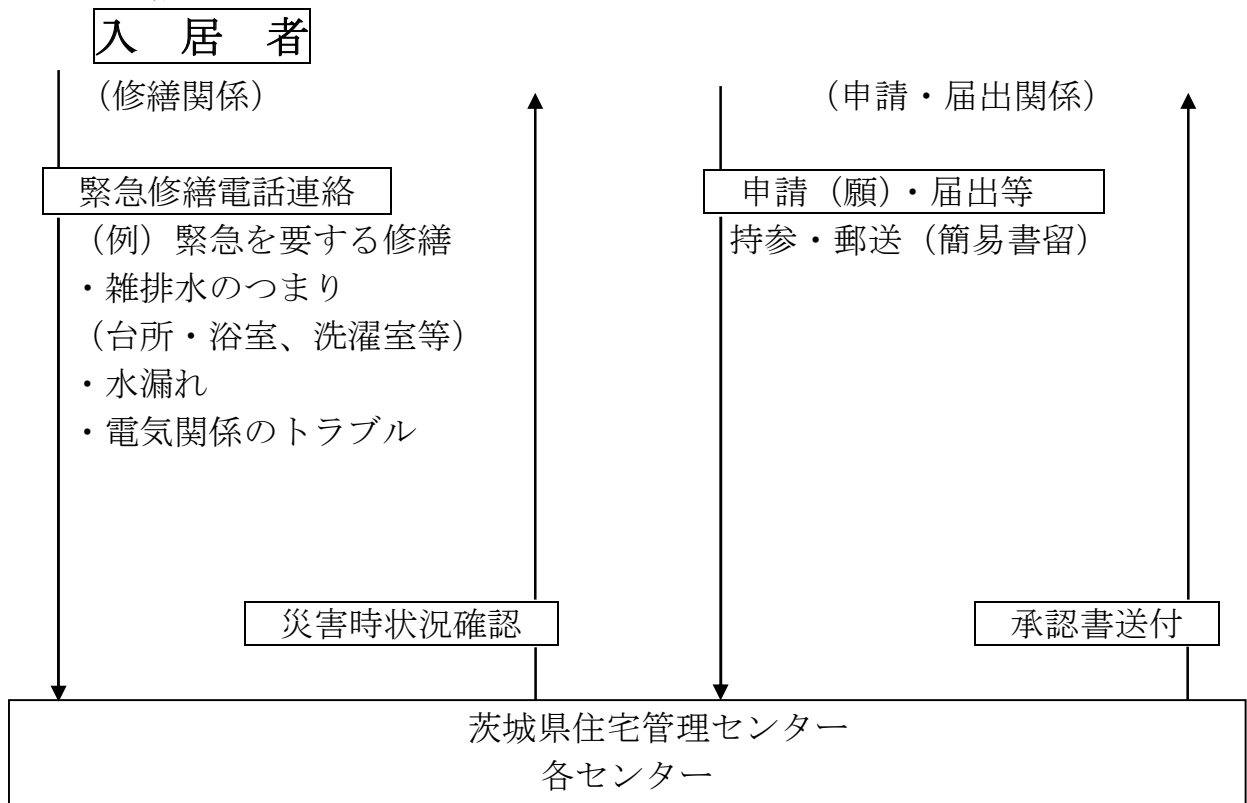 入 居 者
（修繕関係）
緊急修繕電話連絡
（例）緊急を要する修繕
・雑排水のつまり
（台所・浴室、洗濯室等）
・水漏れ
・電気関係のトラブル
災害時状況確認
（申請・届出関係）
申請（願）・届出等
持参・郵送（簡易書留）
承認書送付
茨城県住宅管理センター
各センター